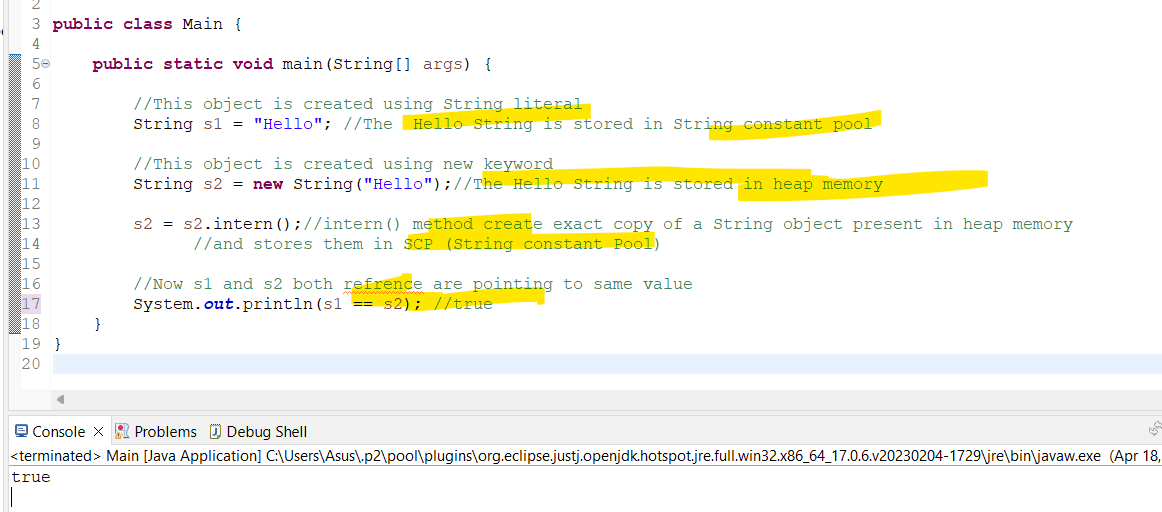 2
3 public class Main {
4
5 public static void main(String[] args) {
6
7 //This object is created using String literal
8 String s1 = "Hello"; //The  Hello String is stored in String constant pool
9
10 //This object is created using new keyword
11 String s2 = new String("Hello");//The Hello String is stored in heap memory
12
13 s2 = s2.intern();//intern() method create exact copy of a String object present in heap memory
14 //and stores them in SCP (String constant Pool)
15
16 //Now s1 and s2 both refrence are pointing to same value
17 System.out.println(s1 == s2); //true
18 }
19 }
20
Console Problems Debug Shell
<terminated> Main [Java Application] C:\Users\Asus\.p2\pool\plugins\org.eclipse.justj.openjdk.hotspot.jre.full.win32.x86_64_17.0.6.v20230204-1729\jre\bin\javaw.exe (Apr 18,
true